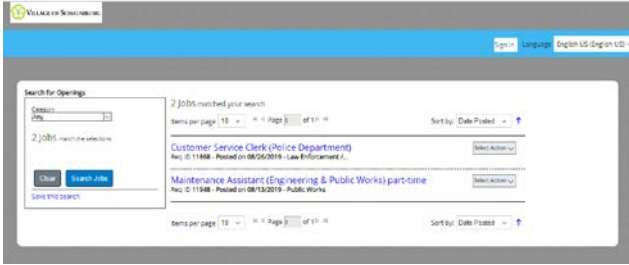 VILLAGE OF SCHAUMBURG
Sign In Language English US (English US)
Search for Openings
Category
Any
2 jobs match the selections
Clear Search Jobs
Save this search
2 jobs matched your search
Items per page 10 Page of 1 Sort by: Date Posted
Customer Service Clerk (Police Department) Select Action
Req ID 11868 - Posted on 08/26/2019 - Law Enforcement /...
Maintenance Assistant (Engineering & Public Works) part-time Select Action
Req ID 11848 - Posted on 08/13/2019 - Public Works
Items per page 10 Page of 1 Sort by: Date Posted